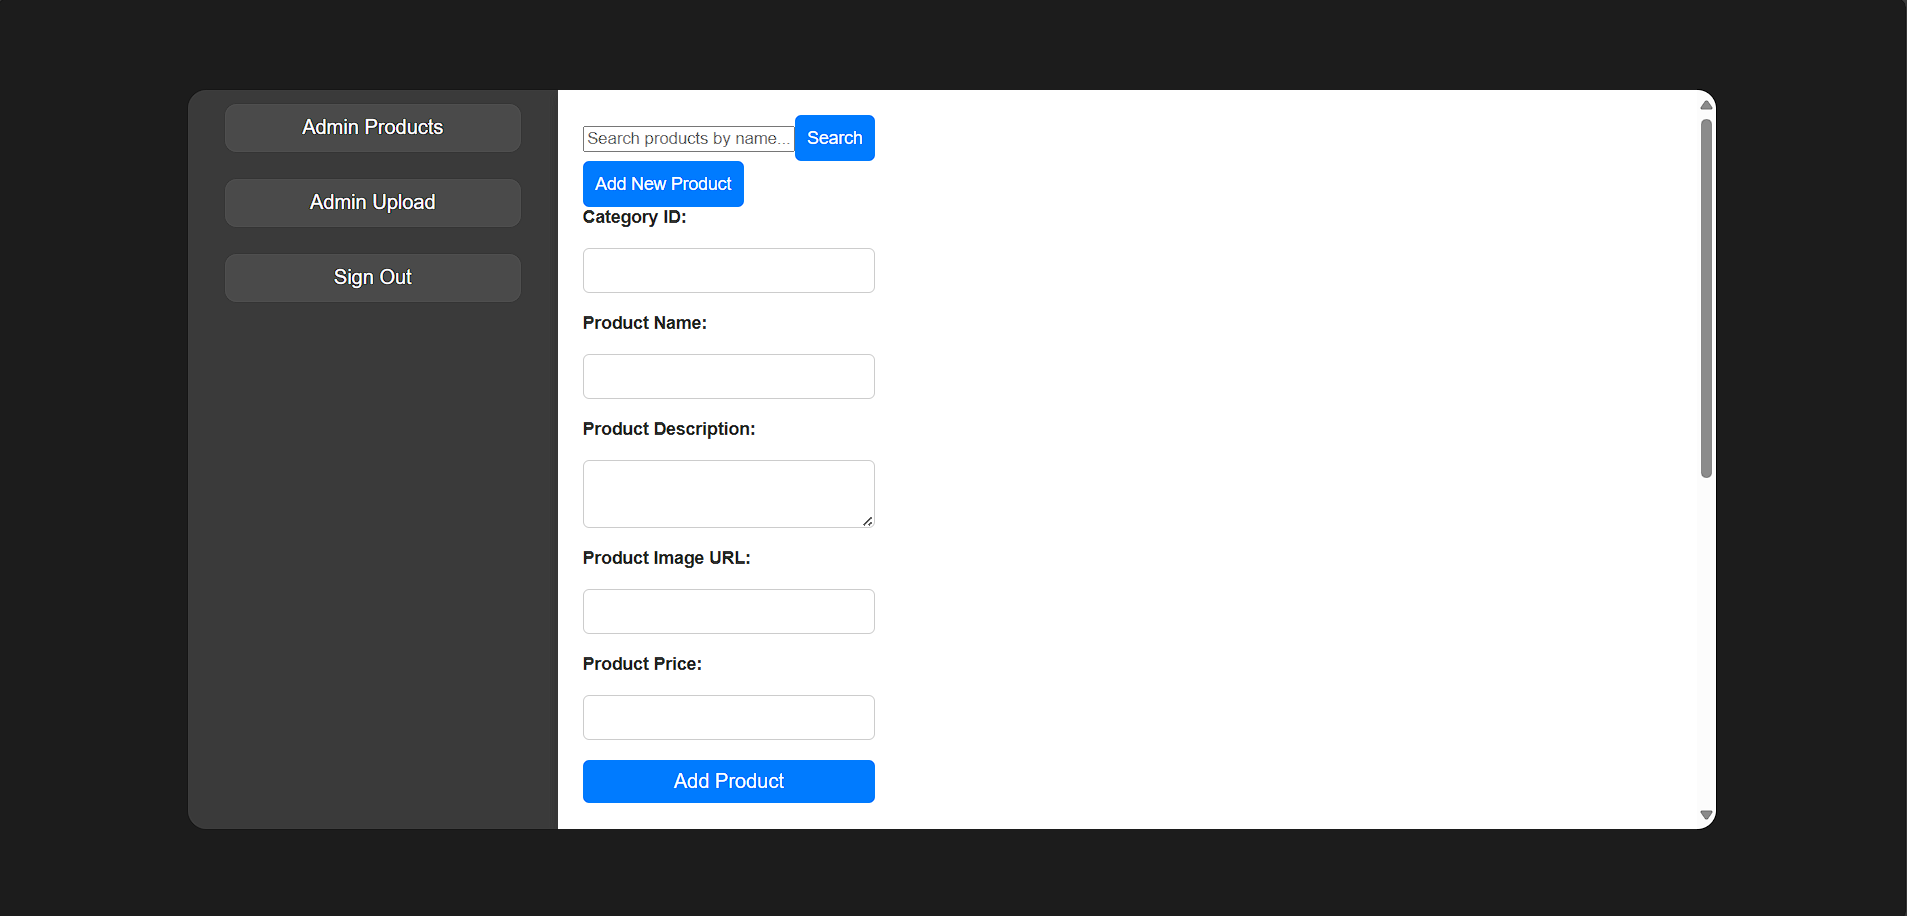 Admin Products
Admin Upload
Sign Out
Search products by name...
Search
Add New Product
Category ID:
Product Name:
Product Description:
Product Image URL:
Product Price:
Add Product